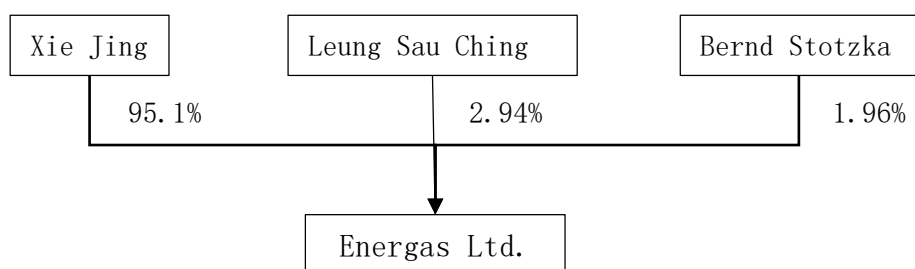 Xie Jing
Leung Sau Ching
Bernd Stotzka
95.1%
2.94%
1.96%
Energas Ltd.